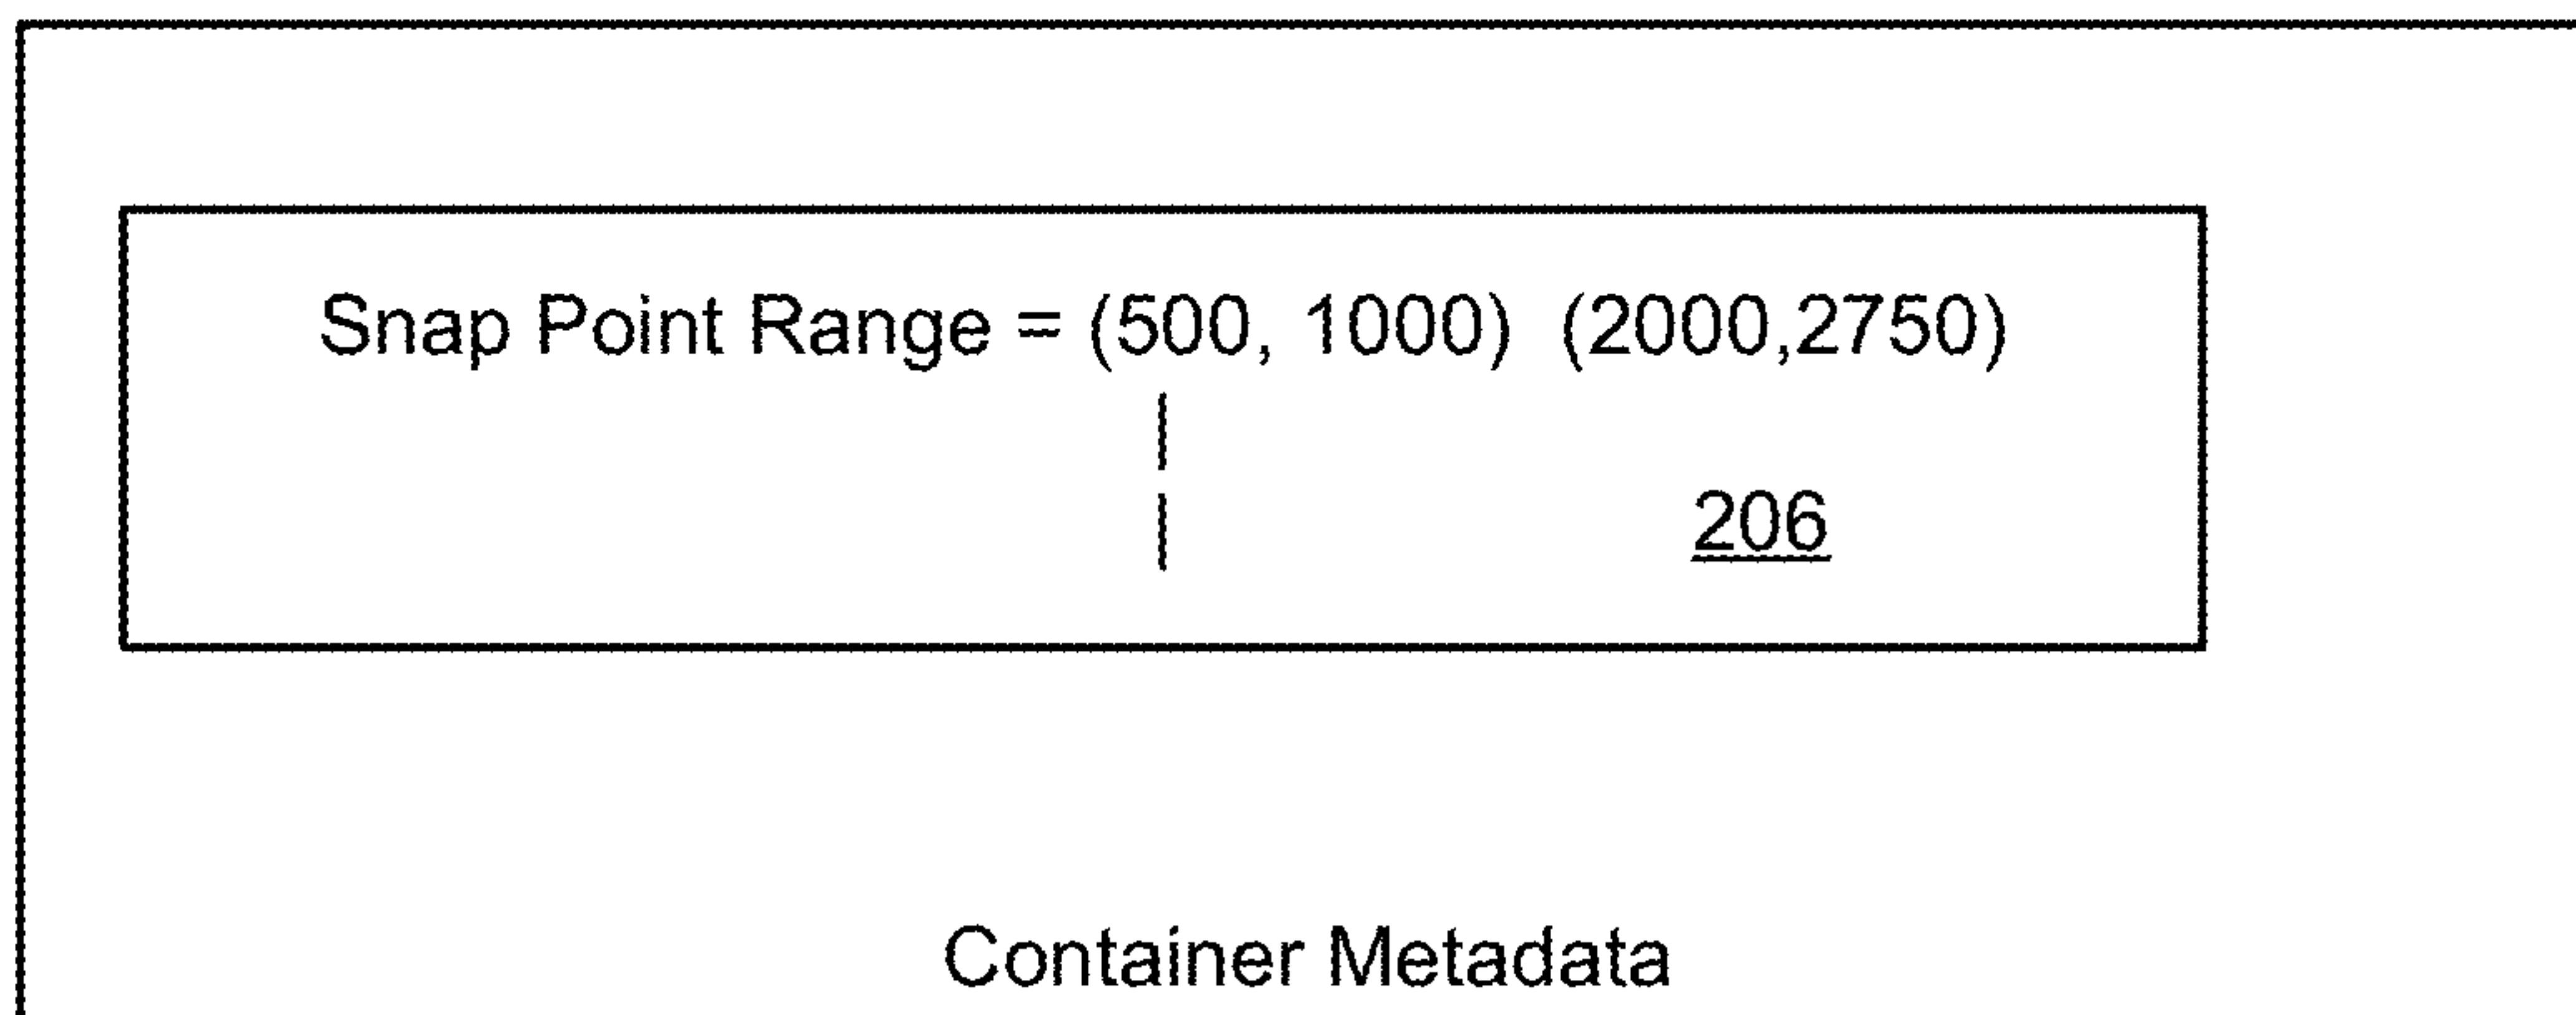 Snap Point Range = (500, 1000) (2000,2750)
206
Container Metadata